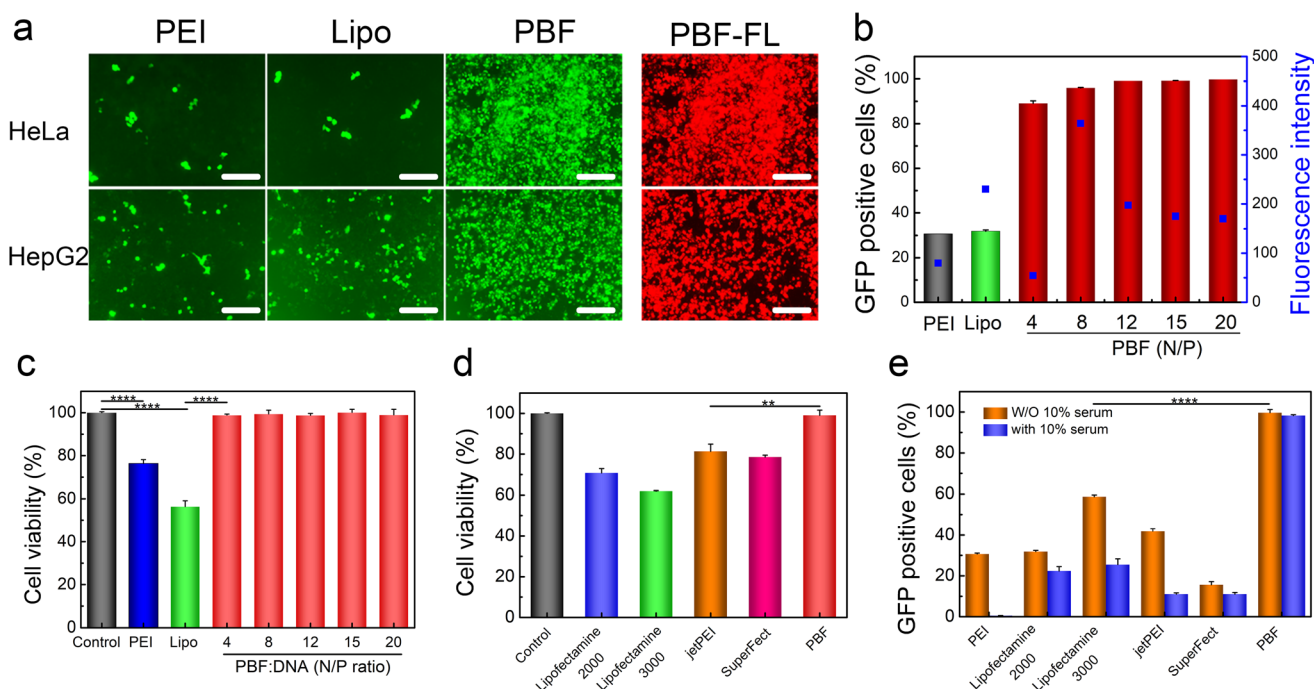 a
PEI Lipo PBF PBF-FL
HeLa
HepG2
b
GFP positive cells (%)
100
80
60
40
20
0
500
400
300
200
100
0
Fluorescence intensity
PEI Lipo 4 8 12 15 20
PBF (N/P)
c
Cell viability (%)
100
80
60
40
20
0
****
****
****
Control PEI Lipo 4 8 12 15 20
PBF:DNA (N/P ratio)
d
Cell viability (%)
100
80
60
40
20
0
**
Control
Lipofectamine
2000
Lipofectamine
3000
jetPEI
SuperFect
PBF
e
GFP positive cells (%)
100
80
60
40
20
0
****
W/O 10% serum
with 10% serum
PEI
Lipofectamine
2000
Lipofectamine
3000
jetPEI
SuperFect
PBF